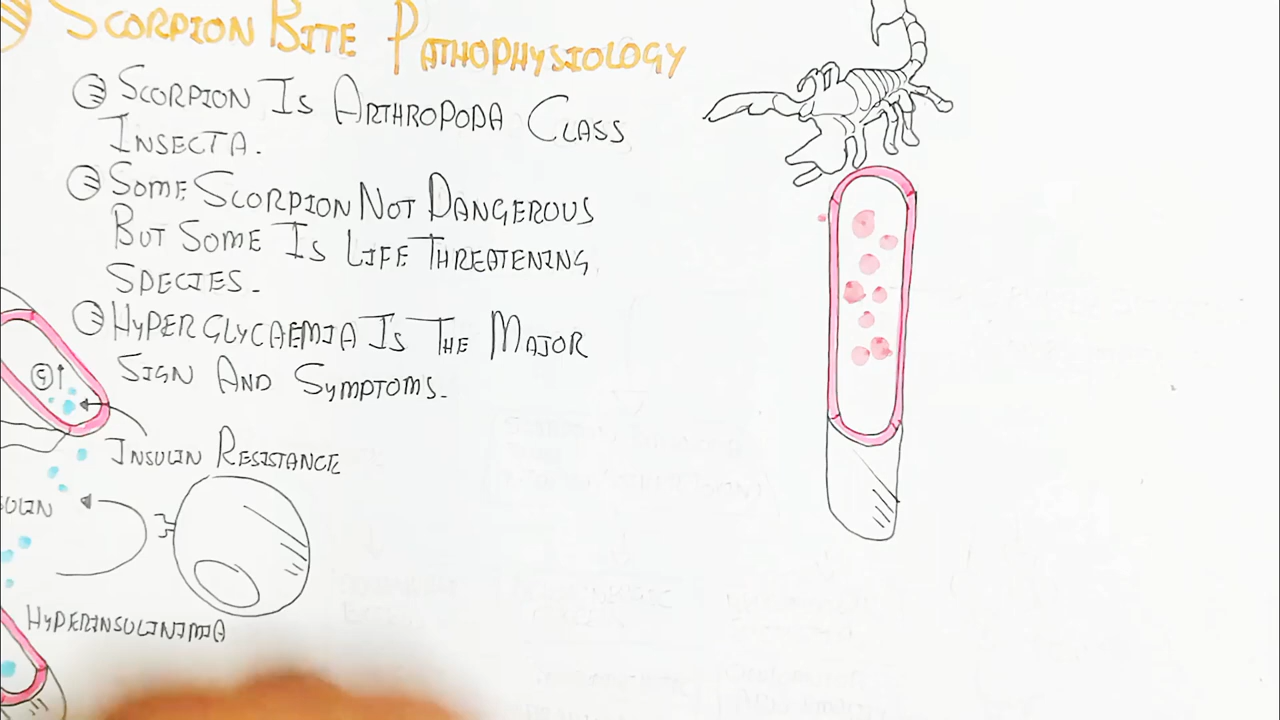 SCORPION BITE PATHOPHYSIOLOGY
SCORPION IS ARTHROPODA CLASS
INSECTA.
SOME SCORPION NOT DANGEROUS
BUT SOME IS LIFE THREATENING
SPECIES.
HYPERGLYCAEMIA IS THE MAJOR
SIGN AND SYMPTOMS.
G↑
INSULIN RESISTANCE
SULIN
HYPERINSULINIMIA